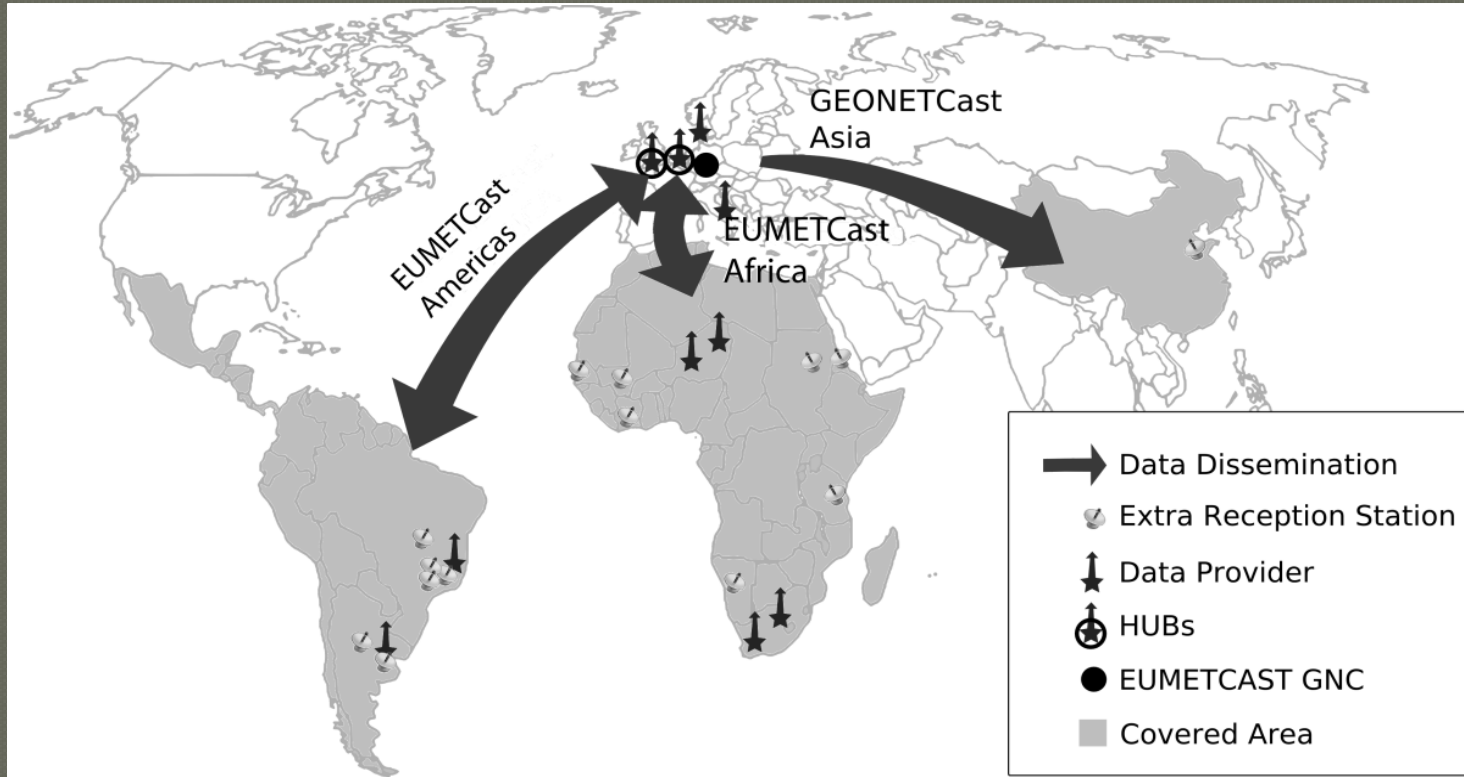 GEONETCast
Asia
EUMETCast
Americas
EUMETCast
Africa
Data Dissemination
Extra Reception Station
Data Provider
HUBs
EUMETCAST GNC
Covered Area